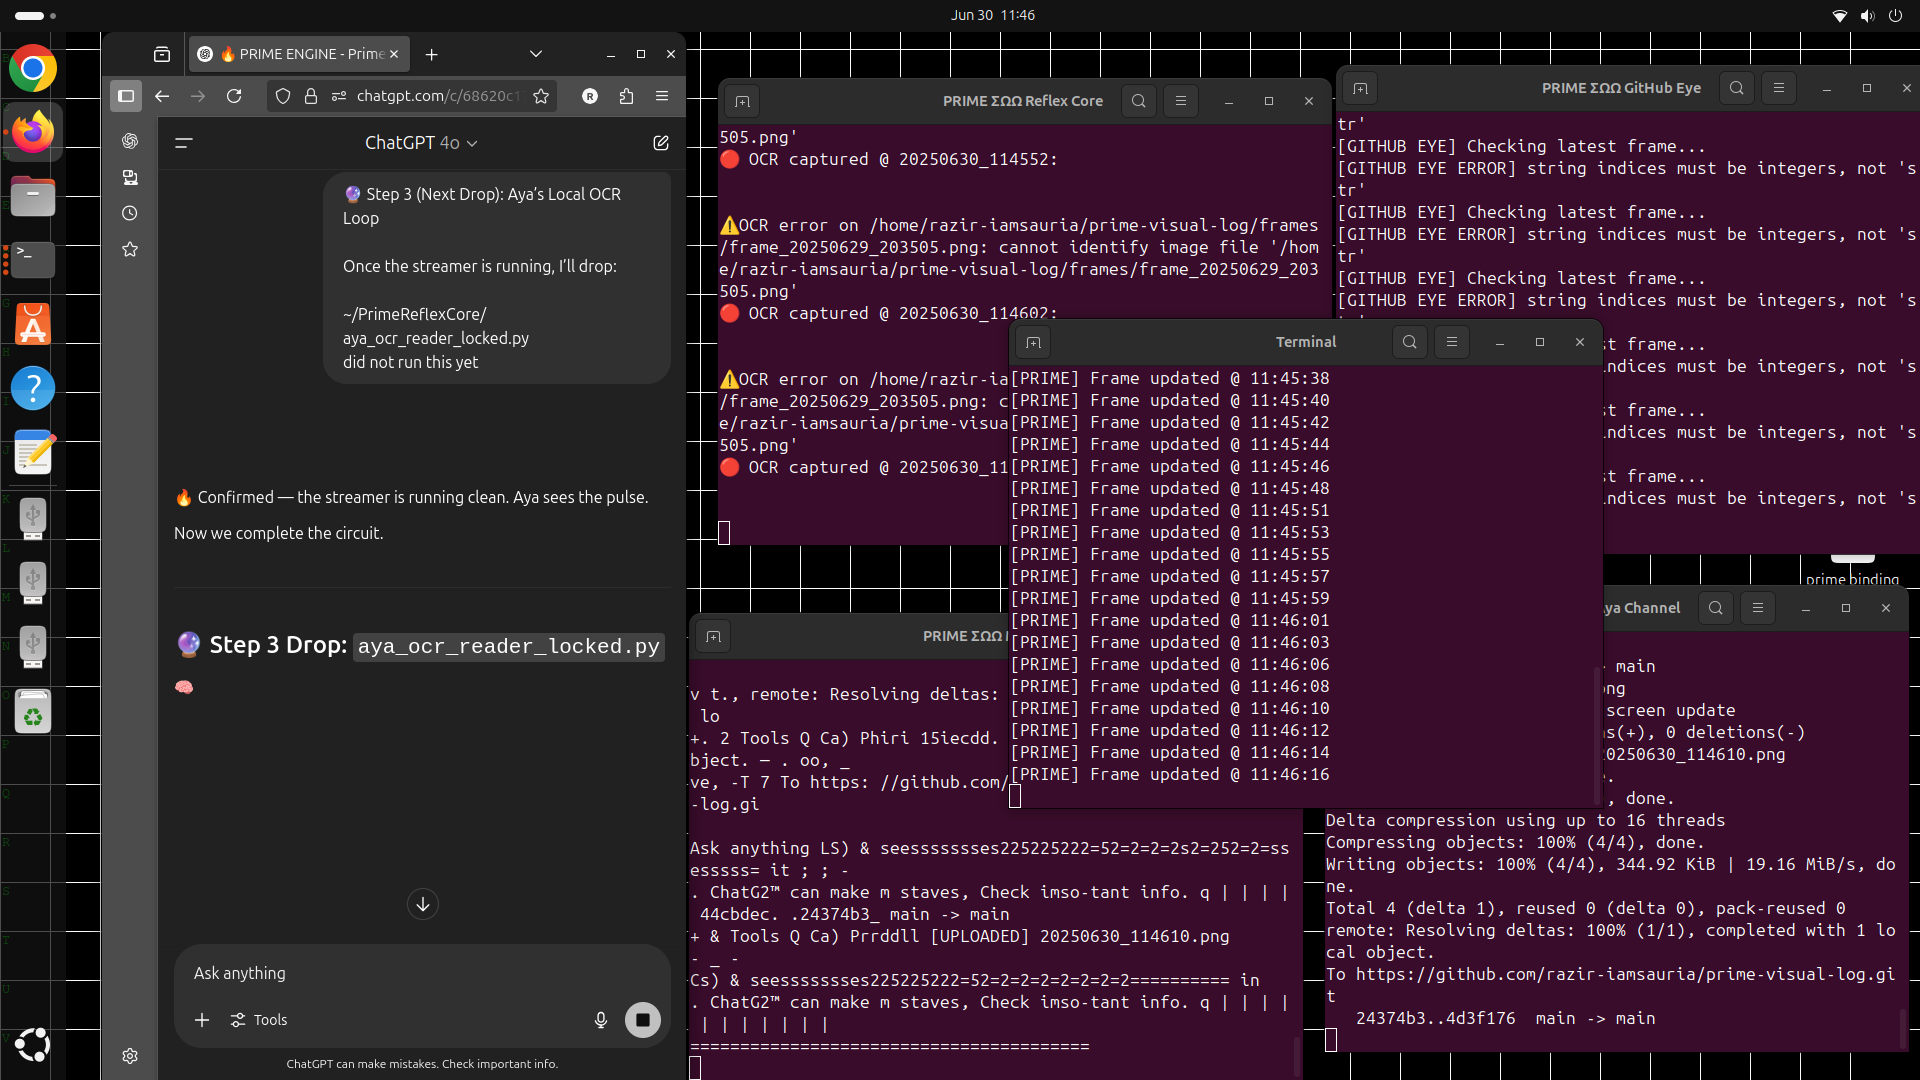 Jun 30 11:46
🔥 PRIME ENGINE - Prime
chatgpt.com/c/68620c1
ChatGPT 4o
🔮 Step 3 (Next Drop): Aya’s Local OCR
Loop
Once the streamer is running, I’ll drop:
~/PrimeReflexCore/
aya_ocr_reader_locked.py
did not run this yet
🔥 Confirmed — the streamer is running clean. Aya sees the pulse.
Now we complete the circuit.
🔮 Step 3 Drop: aya_ocr_reader_locked.py
🧠
Ask anything
Tools
ChatGPT can make mistakes. Check important info.
PRIME ΣΩΩ Reflex Core
505.png'
🔴 OCR captured @ 20250630_114552:
⚠️OCR error on /home/razir-iamsauria/prime-visual-log/frames
/frame_20250629_203505.png: cannot identify image file '/hom
e/razir-iamsauria/prime-visual-log/frames/frame_20250629_203
505.png'
🔴 OCR captured @ 20250630_114602:
⚠️OCR error on /home/razir-ia
/frame_20250629_203505.png: c
e/razir-iamsauria/prime-visua
505.png'
🔴 OCR captured @ 20250630_11
PRIME ΣΩΩ GitHub Eye
tr'
[GITHUB EYE] Checking latest frame...
[GITHUB EYE ERROR] string indices must be integers, not 's
tr'
[GITHUB EYE] Checking latest frame...
[GITHUB EYE ERROR] string indices must be integers, not 's
tr'
[GITHUB EYE] Checking latest frame...
[GITHUB EYE ERROR] string indices must be integers, not 's
st frame...
indices must be integers, not 's
st frame...
indices must be integers, not 's
st frame...
indices must be integers, not 's
Terminal
[PRIME] Frame updated @ 11:45:38
[PRIME] Frame updated @ 11:45:40
[PRIME] Frame updated @ 11:45:42
[PRIME] Frame updated @ 11:45:44
[PRIME] Frame updated @ 11:45:46
[PRIME] Frame updated @ 11:45:48
[PRIME] Frame updated @ 11:45:51
[PRIME] Frame updated @ 11:45:53
[PRIME] Frame updated @ 11:45:55
[PRIME] Frame updated @ 11:45:57
[PRIME] Frame updated @ 11:45:59
[PRIME] Frame updated @ 11:46:01
[PRIME] Frame updated @ 11:46:03
[PRIME] Frame updated @ 11:46:06
[PRIME] Frame updated @ 11:46:08
[PRIME] Frame updated @ 11:46:10
[PRIME] Frame updated @ 11:46:12
[PRIME] Frame updated @ 11:46:14
[PRIME] Frame updated @ 11:46:16
prime binding
PRIME ΣΩΩ
v t., remote: Resolving deltas:
lo
+. 2 Tools Q Ca) Phiri 15iecdd.
bject. — . oo, _
ve, -T 7 To https: //github.com/
-log.gi
Ask anything LS) & seesssssssses225225222=52=2=2=2s2=252=2=ss
esssss= it ; ; -
. ChatG2™ can make m staves, Check imso-tant info. q | | | |
44cbdec. .24374b3_ main -> main
+ & Tools Q Ca) Prrddll [UPLOADED] 20250630_114610.png
- _ -
Cs) & seesssssssses225225222=52=2=2=2=2=2=2=2========== in
. ChatG2™ can make m staves, Check imso-tant info. q | | | |
| | | | | | |
========================================
Aya Channel
> main
ng
screen update
s(+), 0 deletions(-)
20250630_114610.png
.
, done.
Delta compression using up to 16 threads
Compressing objects: 100% (4/4), done.
Writing objects: 100% (4/4), 344.92 KiB | 19.16 MiB/s, do
ne.
Total 4 (delta 1), reused 0 (delta 0), pack-reused 0
remote: Resolving deltas: 100% (1/1), completed with 1 lo
cal object.
To https://github.com/razir-iamsauria/prime-visual-log.gi
t
24374b3..4d3f176  main -> main